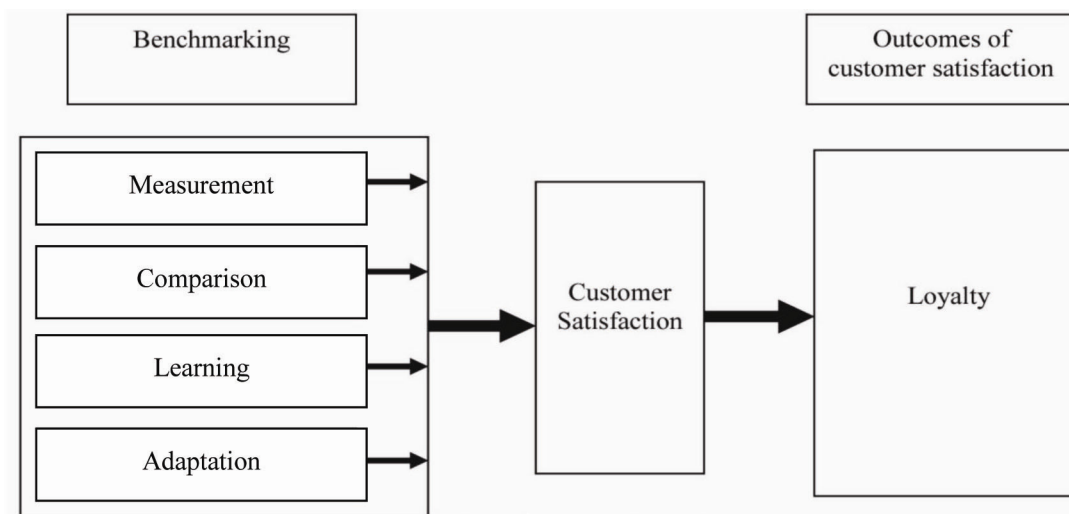 Benchmarking
Outcomes of
customer satisfaction
Measurement
Comparison
Learning
Adaptation
Customer
Satisfaction
Loyalty